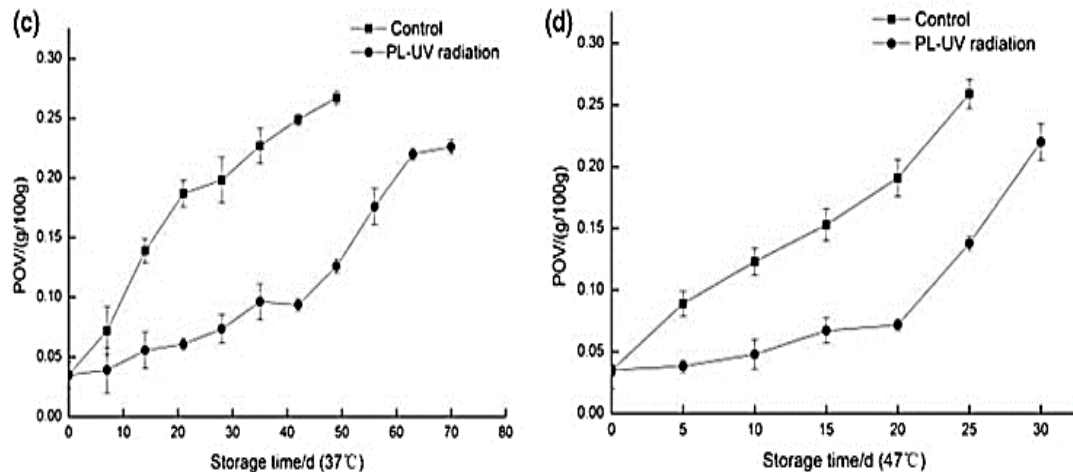 (c)
Control
PL-UV radiation
POV/(g/100g)
0.30
0.25
0.20
0.15
0.10
0.05
0.00
0 10 20 30 40 50 60 70 80
Storage time/d (37℃)
(d)
Control
PL-UV radiation
POV/(g/100g)
0.30
0.25
0.20
0.15
0.10
0.05
0.00
0 5 10 15 20 25 30
Storage time/d (47℃)